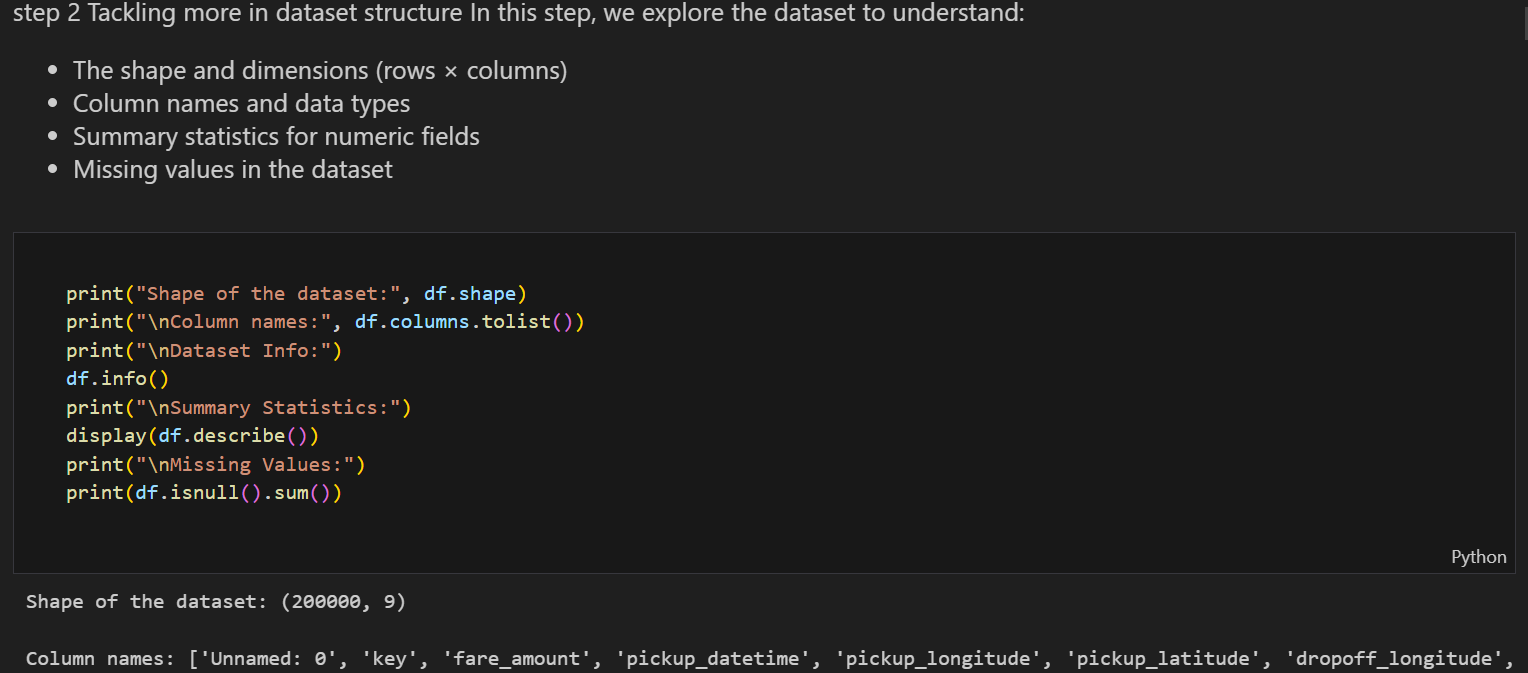 step 2 Tackling more in dataset structure In this step, we explore the dataset to understand:
• The shape and dimensions (rows × columns)
• Column names and data types
• Summary statistics for numeric fields
• Missing values in the dataset
print("Shape of the dataset:", df.shape)
print("\nColumn names:", df.columns.tolist())
print("\nDataset Info:")
df.info()
print("\nSummary Statistics:")
display(df.describe())
print("\nMissing Values:")
print(df.isnull().sum())
Python
Shape of the dataset: (200000, 9)
Column names: ['Unnamed: 0', 'key', 'fare_amount', 'pickup_datetime', 'pickup_longitude', 'pickup_latitude', 'dropoff_longitude',